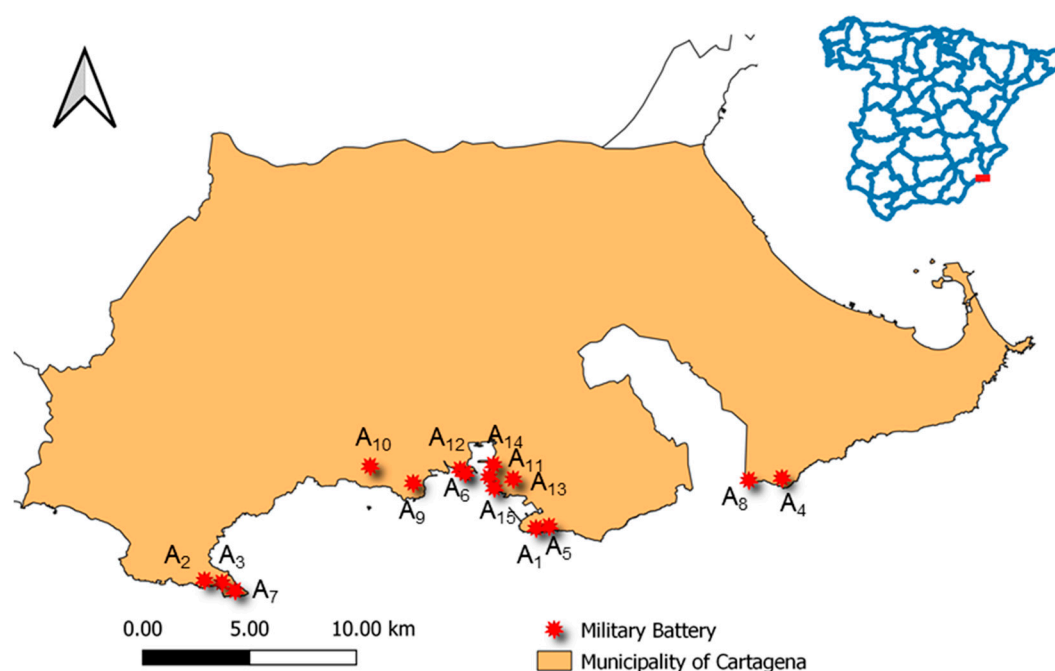 A14
A10
A12
A11
A6
A13
A9
A15
A8
A4
A1
A5
A2
A3
A7
0.00 5.00 10.00 km
Military Battery
Municipality of Cartagena